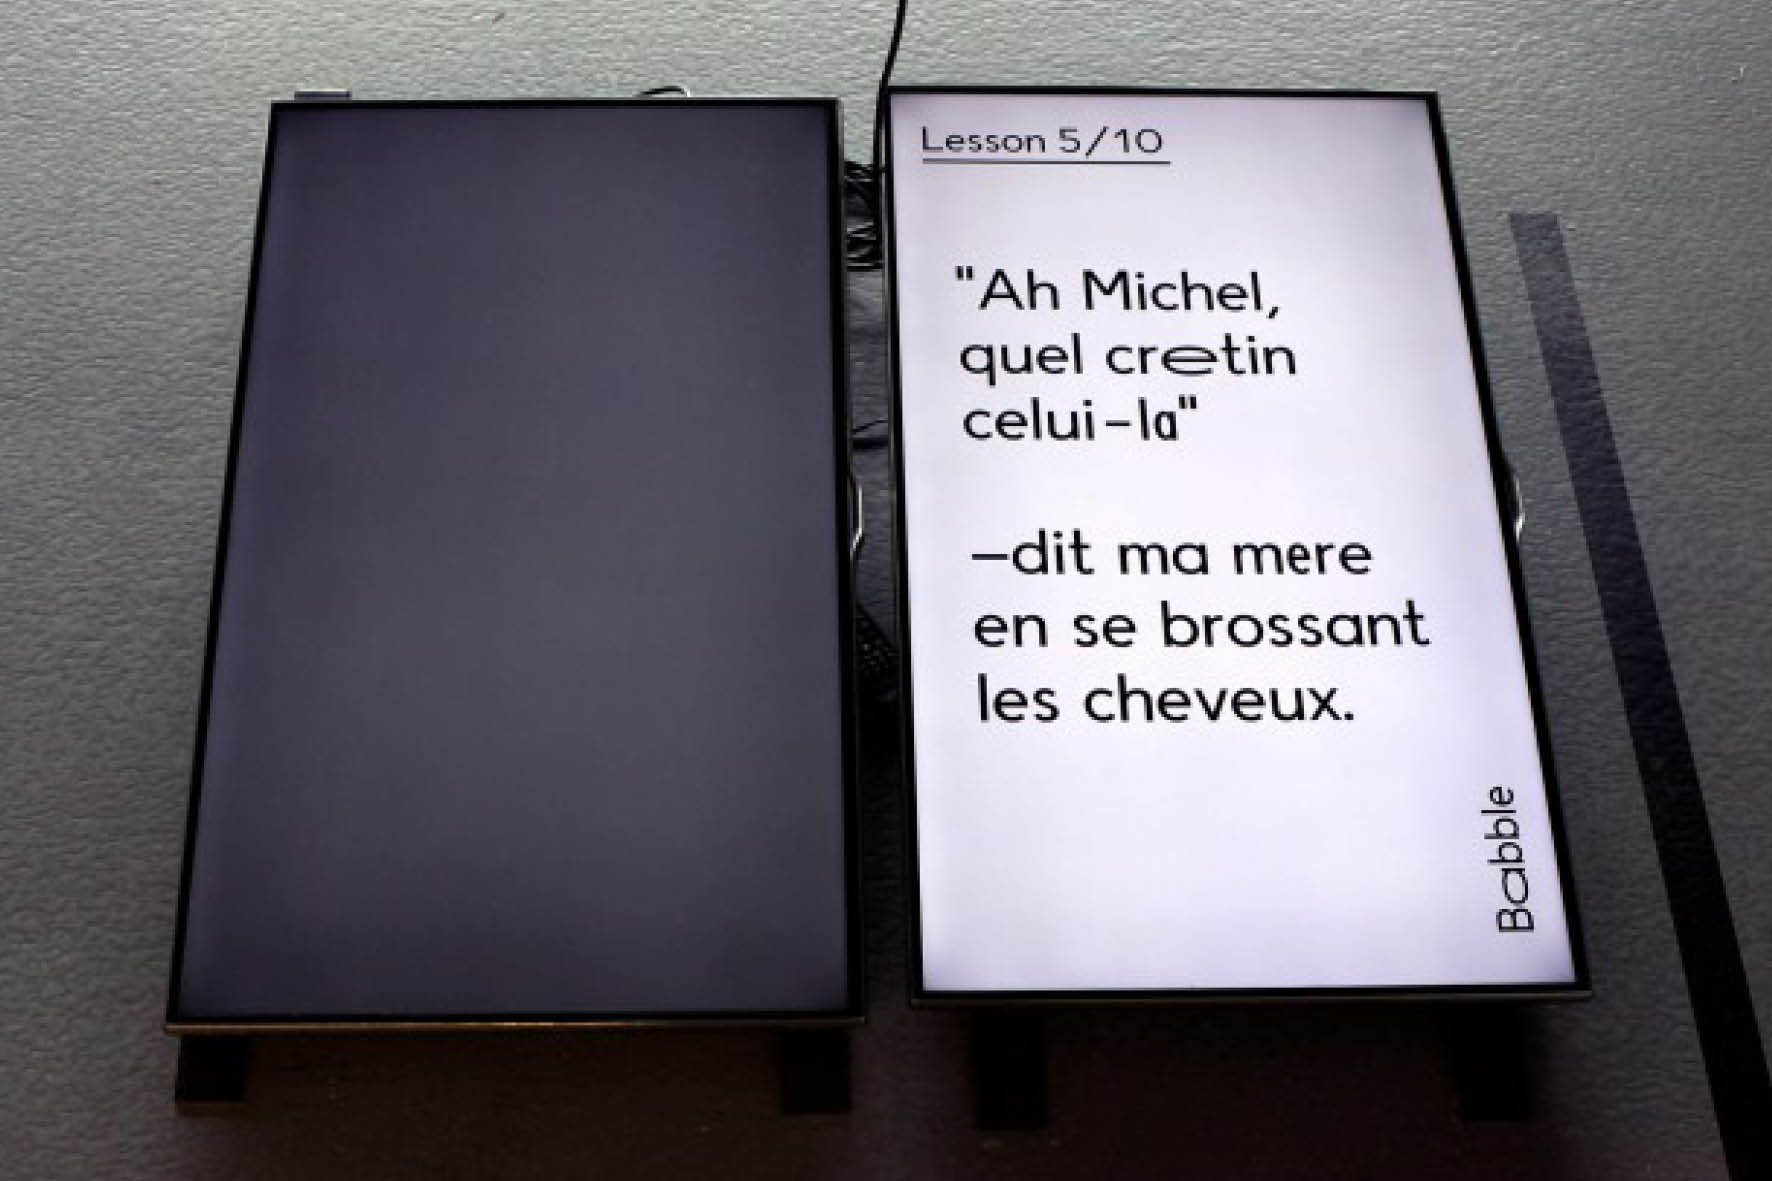 Lesson 5/10
"Ah Michel,
quel cretin
celui-la"
—dit ma mere
en se brossant
les cheveux.
Babble